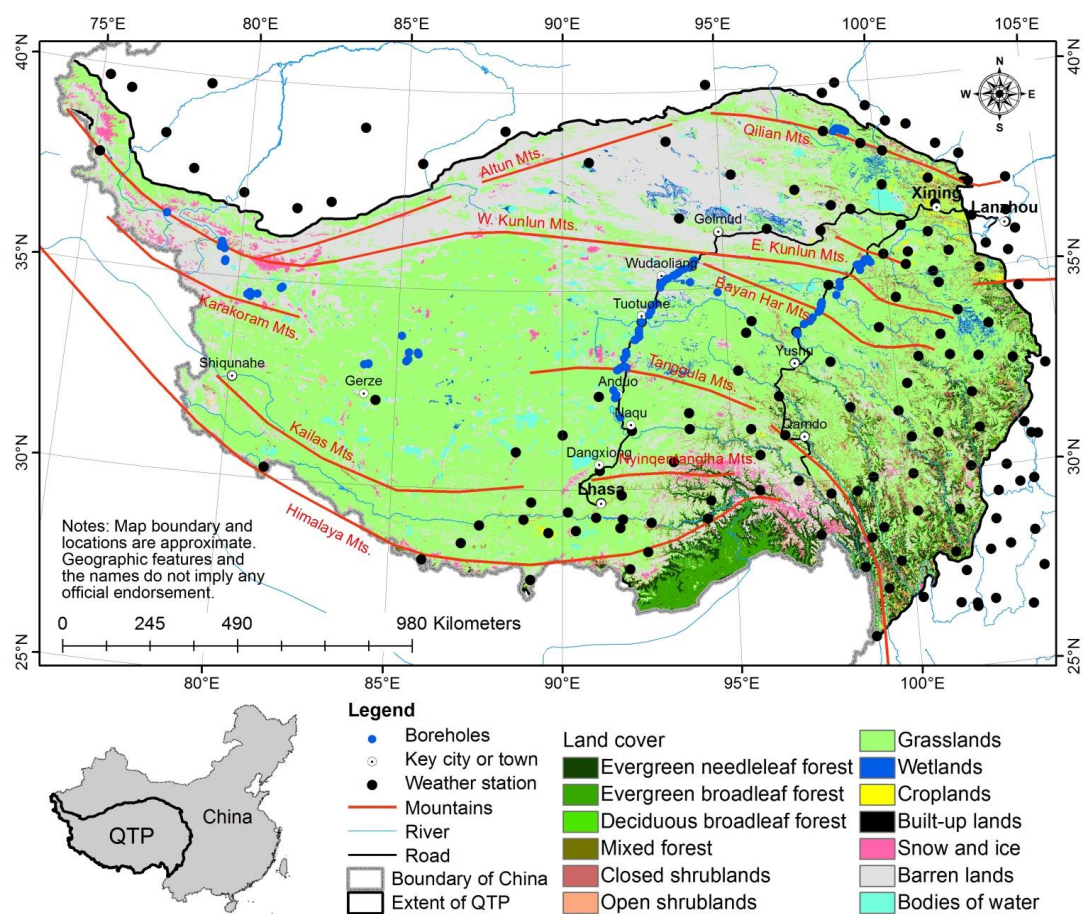 75°E
80°E
85°E
90°E
95°E
100°E
105°E
40°N
40°N
N
W
E
S
Qilian Mts.
Altun Mts.
Xining
Lanzhou
Golmud
W. Kunlun Mts.
E. Kunlun Mts.
35°N
35°N
Wudaoliang
Bayan Har Mts.
Karakoram Mts.
Tuotuohe
Shiqunahe
Yushu
Tanggula Mts.
Gerze
Anduo
Naqu
Qamdo
Kailas Mts.
30°N
30°N
Dangxiong
Nyinqentanglha Mts.
Lhasa
Himalaya Mts.
Notes: Map boundary and
locations are approximate.
Geographic features and
the names do not imply any
official endorsement.
0
245
490
980 Kilometers
25°N
25°N
80°E
85°E
90°E
95°E
100°E
China
QTP
Legend
Boreholes
Key city or town
Weather station
Mountains
River
Road
Boundary of China
Extent of QTP
Land cover
Evergreen needleleaf forest
Evergreen broadleaf forest
Deciduous broadleaf forest
Mixed forest
Closed shrublands
Open shrublands
Grasslands
Wetlands
Croplands
Built-up lands
Snow and ice
Barren lands
Bodies of water